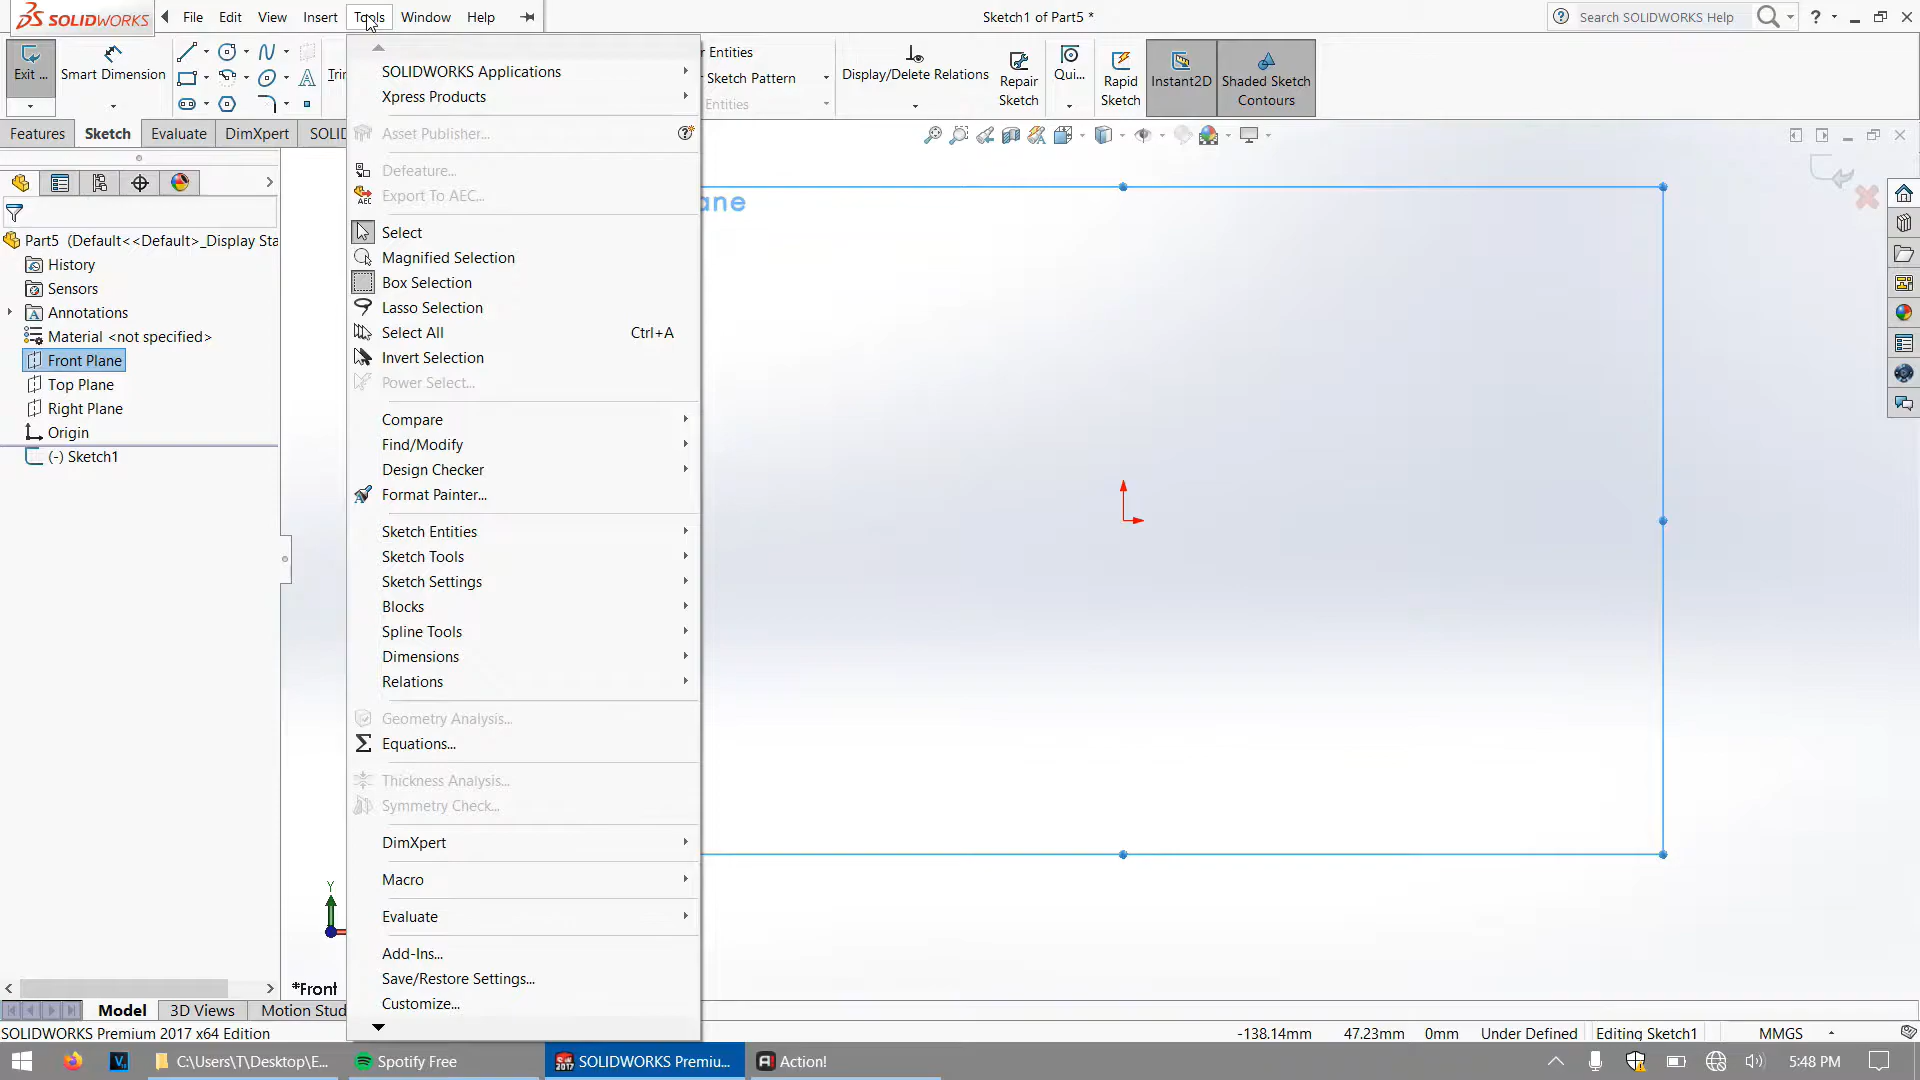 SOLIDWORKS File Edit View Insert Tools Window Help Sketch1 of Part5 * Search SOLIDWORKS Help ?
Exit ... Smart Dimension
r Entities
Sketch Pattern
Entities
Display/Delete Relations
Repair Sketch
Qui...
Rapid Sketch
Instant2D
Shaded Sketch Contours
Features Sketch Evaluate DimXpert SOLID
Part5 (Default<<Default>_Display Sta
History
Sensors
Annotations
Material <not specified>
Front Plane
Top Plane
Right Plane
Origin
(-) Sketch1
SOLIDWORKS Applications
Xpress Products
Asset Publisher...
Defeature...
Export To AEC...
Select
Magnified Selection
Box Selection
Lasso Selection
Select All Ctrl+A
Invert Selection
Power Select...
Compare
Find/Modify
Design Checker
Format Painter...
Sketch Entities
Sketch Tools
Sketch Settings
Blocks
Spline Tools
Dimensions
Relations
Geometry Analysis...
Equations...
Thickness Analysis...
Symmetry Check...
DimXpert
Macro
Evaluate
Add-Ins...
Save/Restore Settings...
Customize...
ane
Y
*Front
Model 3D Views Motion Stud
SOLIDWORKS Premium 2017 x64 Edition -138.14mm 47.23mm 0mm Under Defined Editing Sketch1 MMGS
C:\Users\T\Desktop\E... Spotify Free SOLIDWORKS Premiu... Action! 5:48 PM